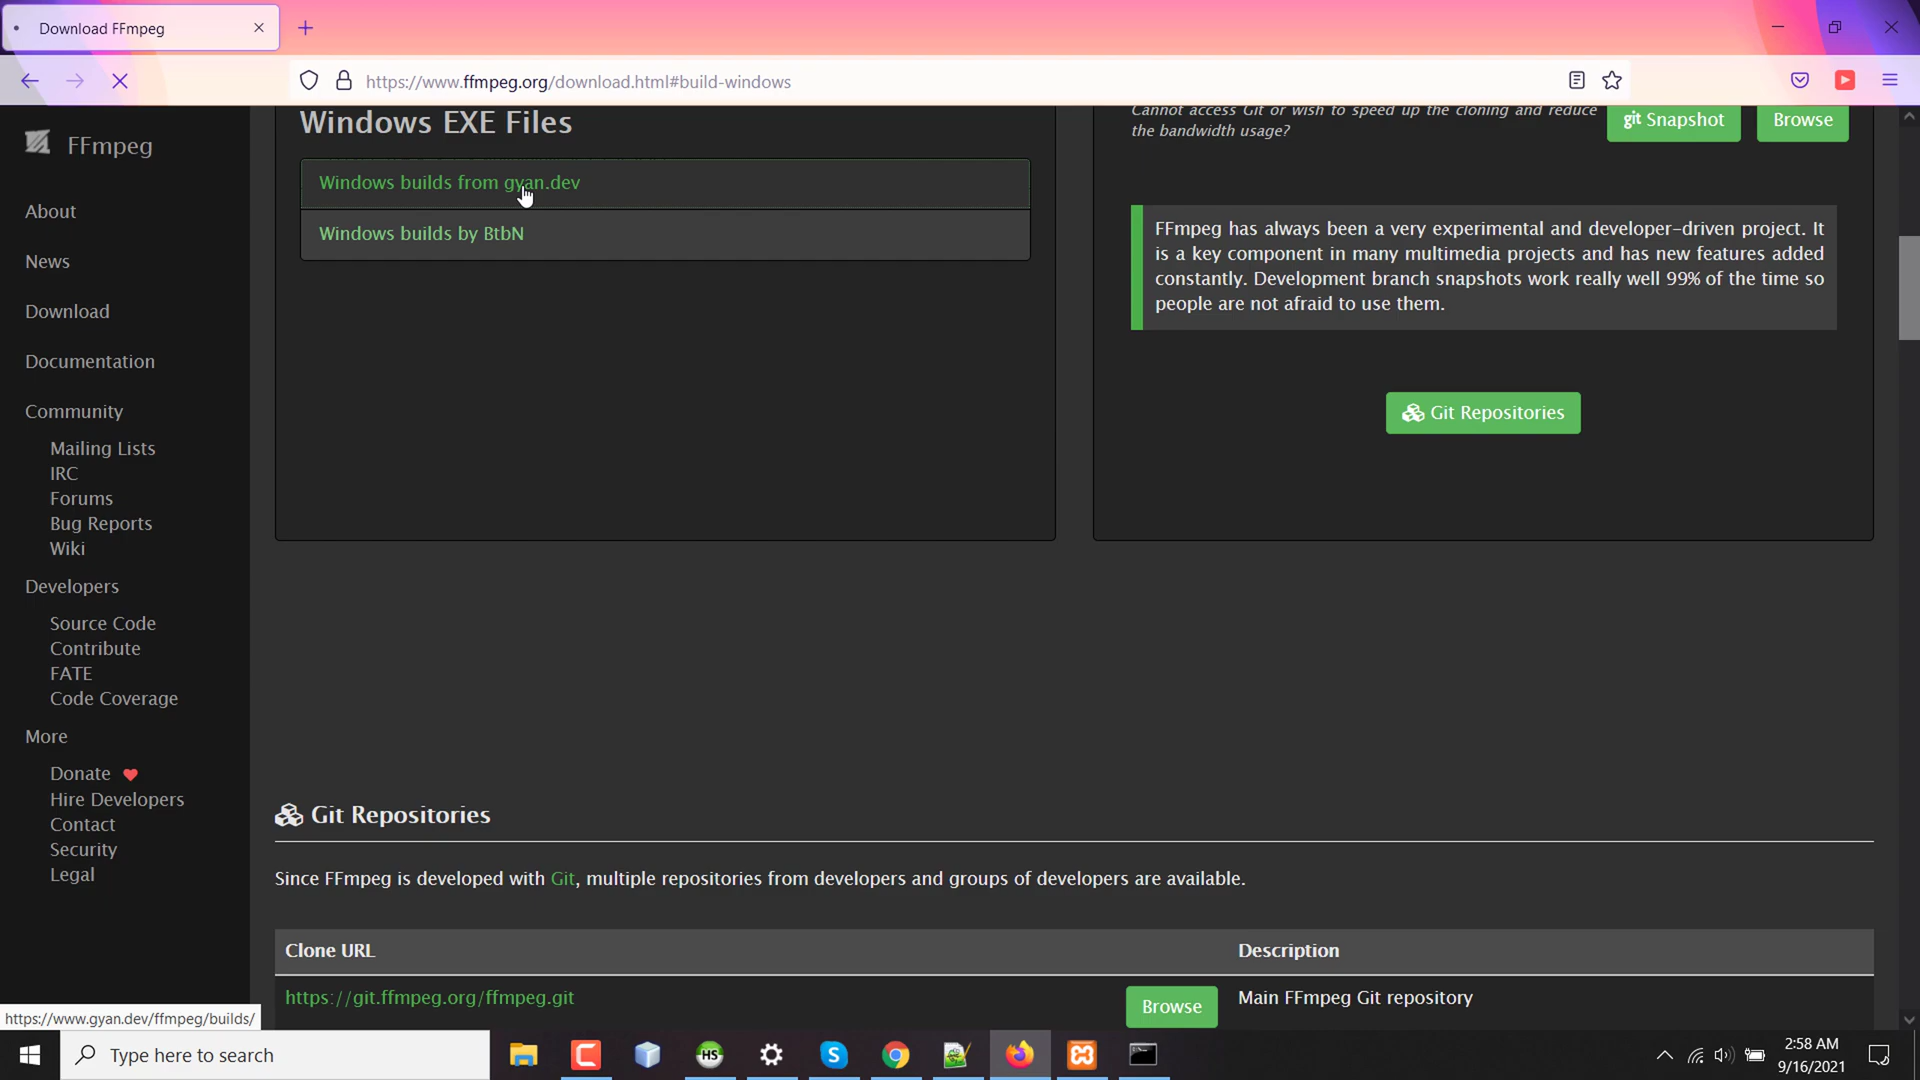 Download FFmpeg
https://www.ffmpeg.org/download.html#build-windows
FFmpeg
About
News
Download
Documentation
Community
Mailing Lists
IRC
Forums
Bug Reports
Wiki
Developers
Source Code
Contribute
FATE
Code Coverage
More
Donate
Hire Developers
Contact
Security
Legal
Windows EXE Files
Windows builds from gyan.dev
Windows builds by BtbN
Cannot access Git or wish to speed up the cloning and reduce
the bandwidth usage?
git Snapshot
Browse
FFmpeg has always been a very experimental and developer-driven project. It
is a key component in many multimedia projects and has new features added
constantly. Development branch snapshots work really well 99% of the time so
people are not afraid to use them.
Git Repositories
Git Repositories
Since FFmpeg is developed with Git, multiple repositories from developers and groups of developers are available.
Clone URL
Description
https://git.ffmpeg.org/ffmpeg.git
Browse
Main FFmpeg Git repository
https://www.gyan.dev/ffmpeg/builds/
Type here to search
HS
2:58 AM
9/16/2021